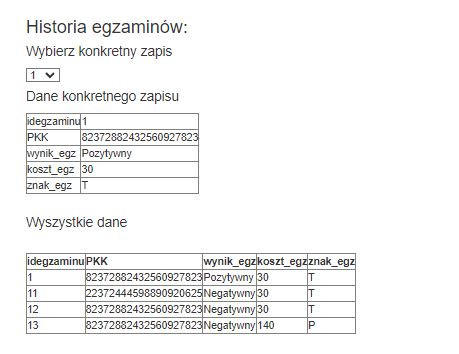 Historia egzaminów:
Wybierz konkretny zapis
1
Dane konkretnego zapisu
idegzaminu 1
PKK 82372882432560927823
wynik_egz Pozytywny
koszt_egz 30
znak_egz T
Wyszystkie dane
idegzaminu PKK wynik_egz koszt_egz znak_egz
1 82372882432560927823 Pozytywny 30 T
11 22372444598890920625 Negatywny 30 T
12 82372882432560927823 Negatywny 30 T
13 82372882432560927823 Negatywny 140 P